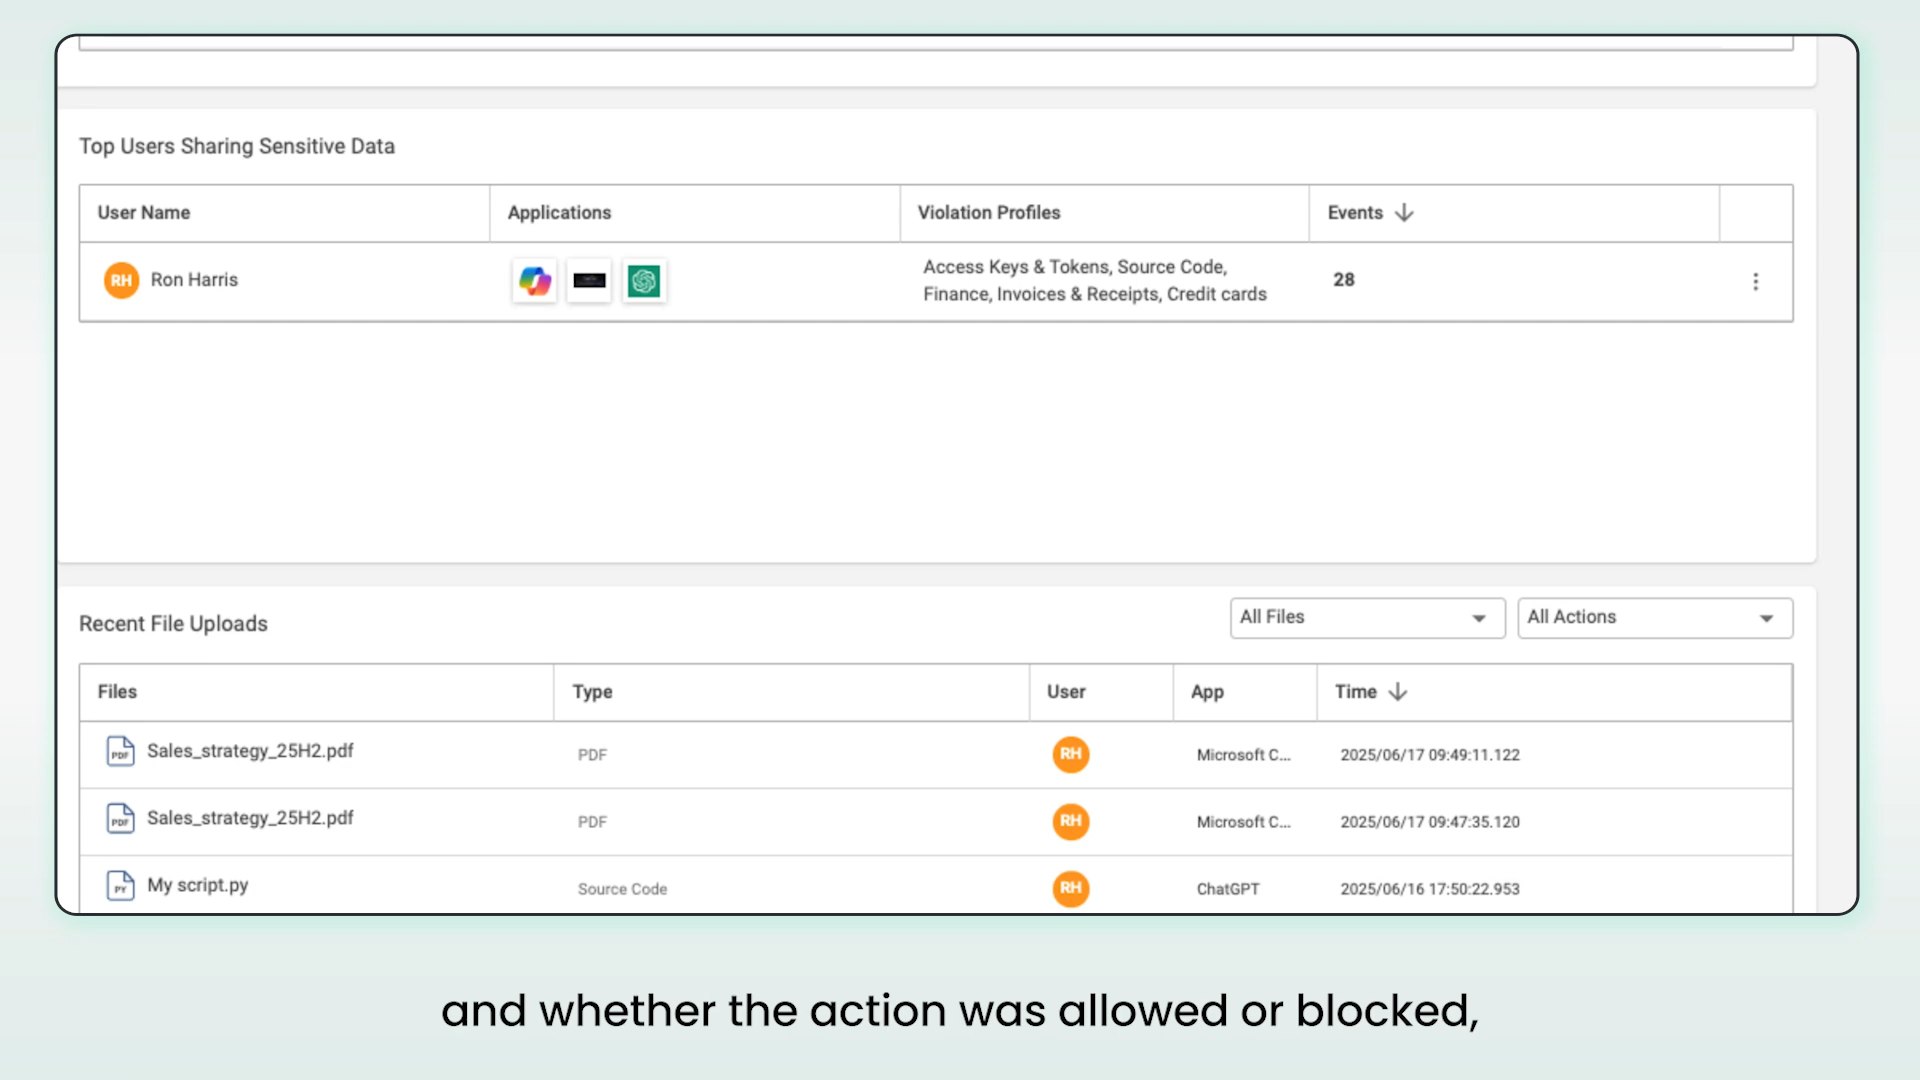 Top Users Sharing Sensitive Data
User Name Applications Violation Profiles Events
RH Ron Harris Access Keys & Tokens, Source Code, 28
Finance, Invoices & Receipts, Credit cards
Recent File Uploads All Files All Actions
Files Type User App Time
PDF Sales_strategy_25H2.pdf PDF RH Microsoft C... 2025/06/17 09:49:11.122
PDF Sales_strategy_25H2.pdf PDF RH Microsoft C... 2025/06/17 09:47:35.120
PY My script.py Source Code RH ChatGPT 2025/06/16 17:50:22.953
and whether the action was allowed or blocked,